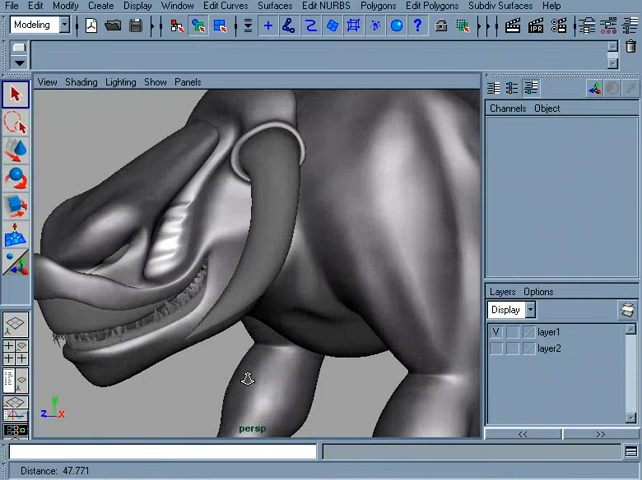 File Edit Modify Create Display Window Edit Curves Surfaces Edit NURBS Polygons Edit Polygons Subdiv Surfaces Help
Modeling
IPR
View Shading Lighting Show Panels
Channels Object
Layers Options
Display
V layer1
layer2
y
z x
persp
<< >>
Distance: 47.771